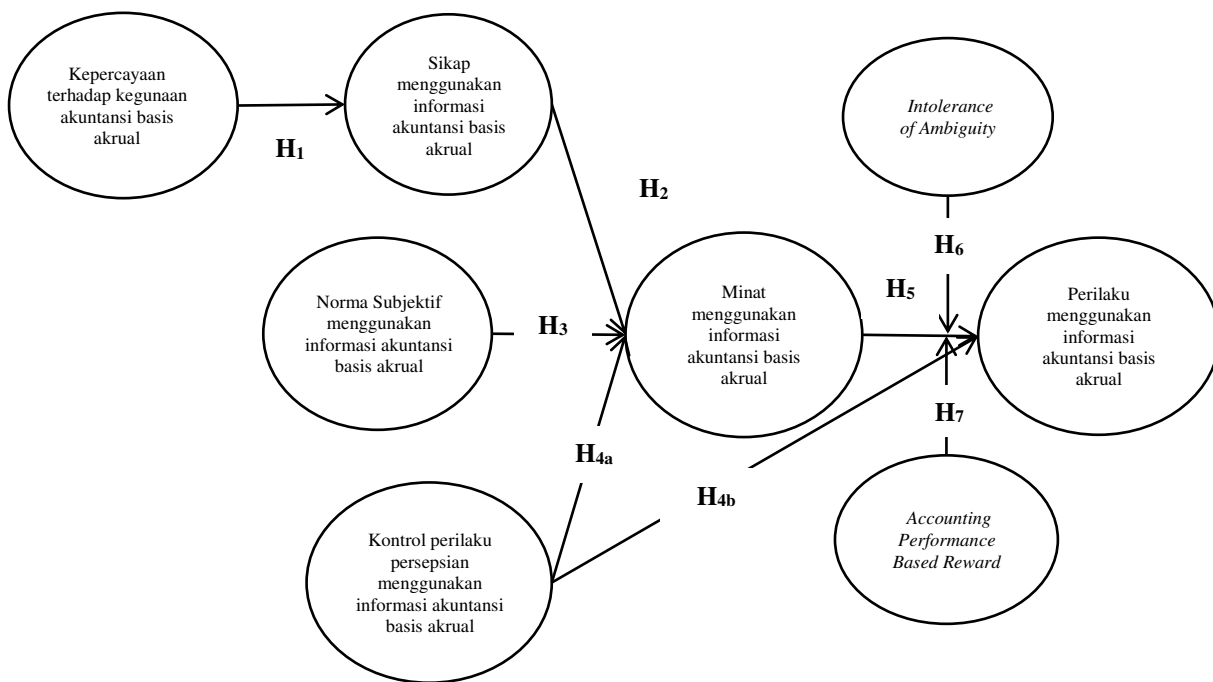 Kepercayaan
terhadap kegunaan
akuntansi basis
akrual
H1
Sikap
menggunakan
informasi
akuntansi basis
akrual
H2
Intolerance
of Ambiguity
H6
Norma Subjektif
menggunakan
informasi akuntansi
basis akrual
H3
Minat
menggunakan
informasi
akuntansi basis
akrual
H5
Perilaku
menggunakan
informasi
akuntansi basis
akrual
H7
H4a
H4b
Kontrol perilaku
persepsian
menggunakan
informasi akuntansi
basis akrual
Accounting
Performance
Based Reward